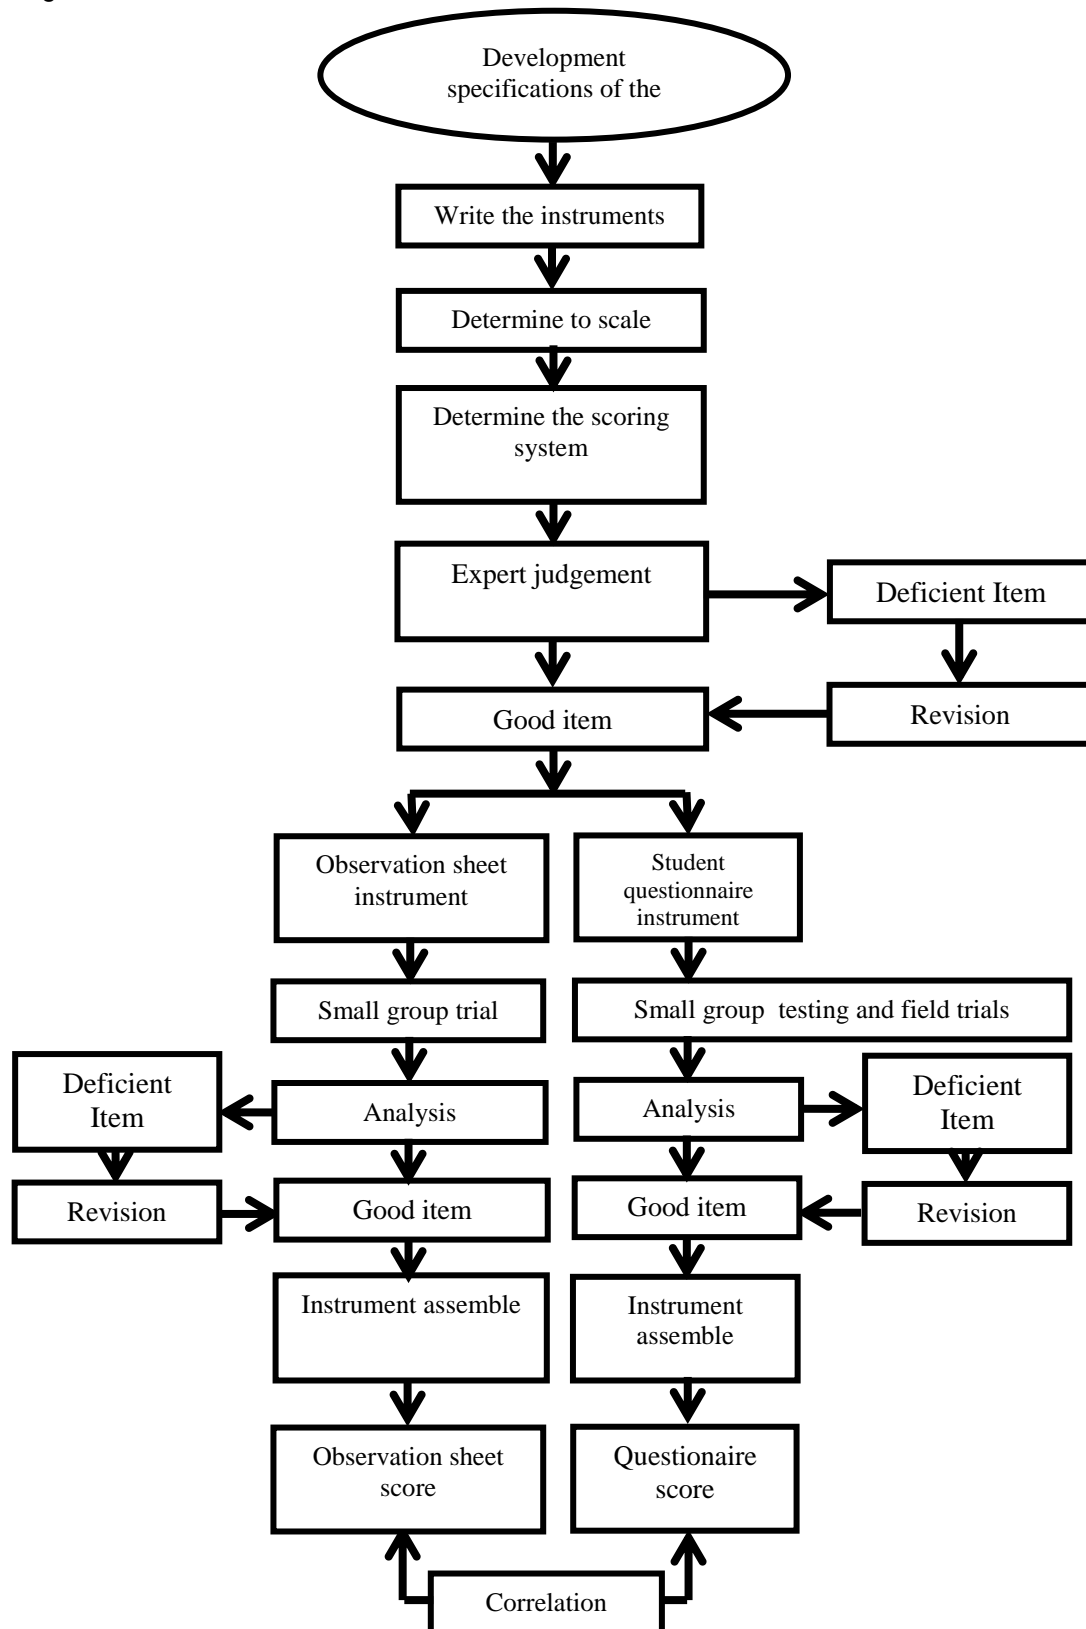 Development
specifications of the
Write the instruments
Determine to scale
Determine the scoring
system
Expert judgement
Deficient Item
Good item
Revision
Observation sheet
instrument
Student
questionnaire
instrument
Small group trial
Small group testing and field trials
Deficient
Item
Analysis
Analysis
Deficient
Item
Revision
Good item
Good item
Revision
Instrument assemble
Instrument
assemble
Observation sheet
score
Questionaire
score
Correlation